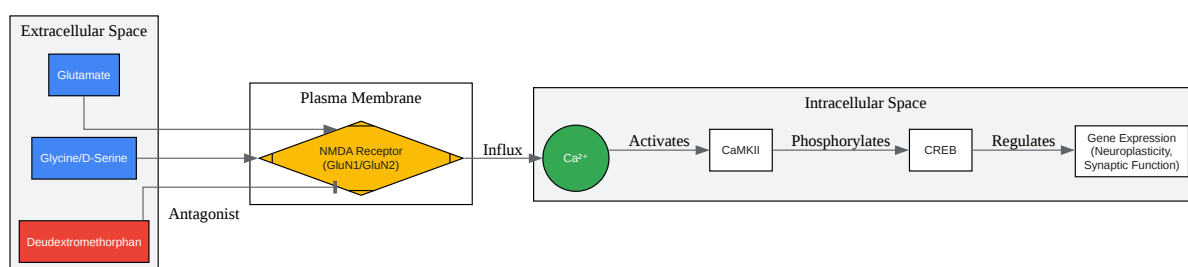 Extracellular Space
Glutamate
Glycine/D-Serine
Deudextromethorphan
Antagonist
Plasma Membrane
NMDA Receptor
(GluN1/GluN2)
Influx
Intracellular Space
Ca²⁺
Activates
CaMKII
Phosphorylates
CREB
Regulates
Gene Expression
(Neuroplasticity,
Synaptic Function)